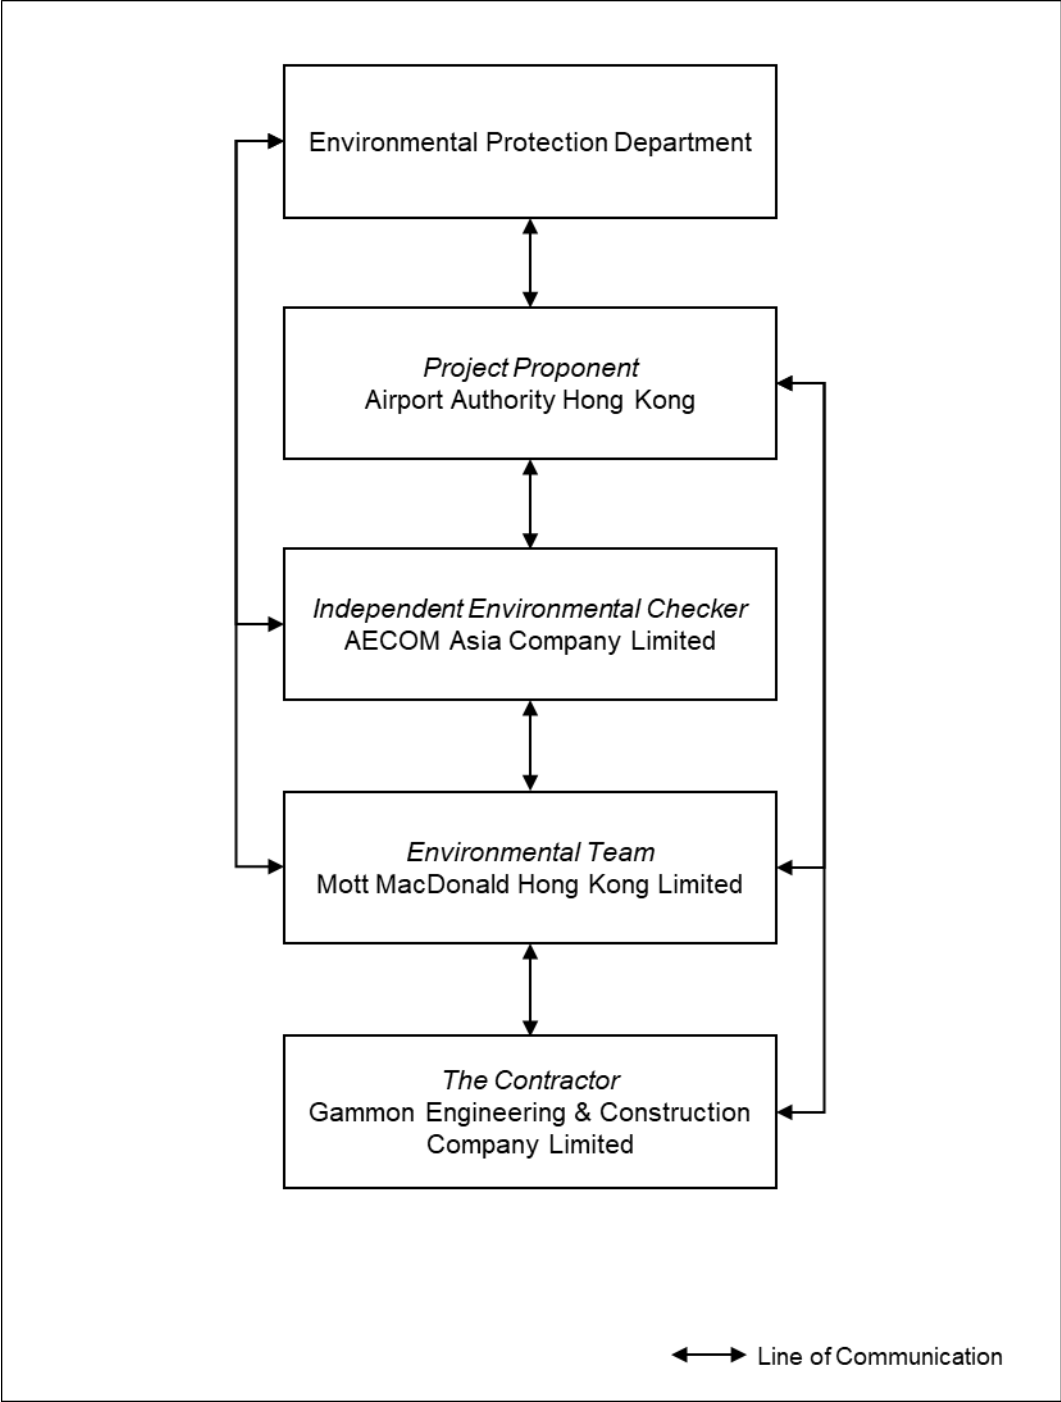 Environmental Protection Department
Project Proponent
Airport Authority Hong Kong
Independent Environmental Checker
AECOM Asia Company Limited
Environmental Team
Mott MacDonald Hong Kong Limited
The Contractor
Gammon Engineering & Construction
Company Limited
Line of Communication